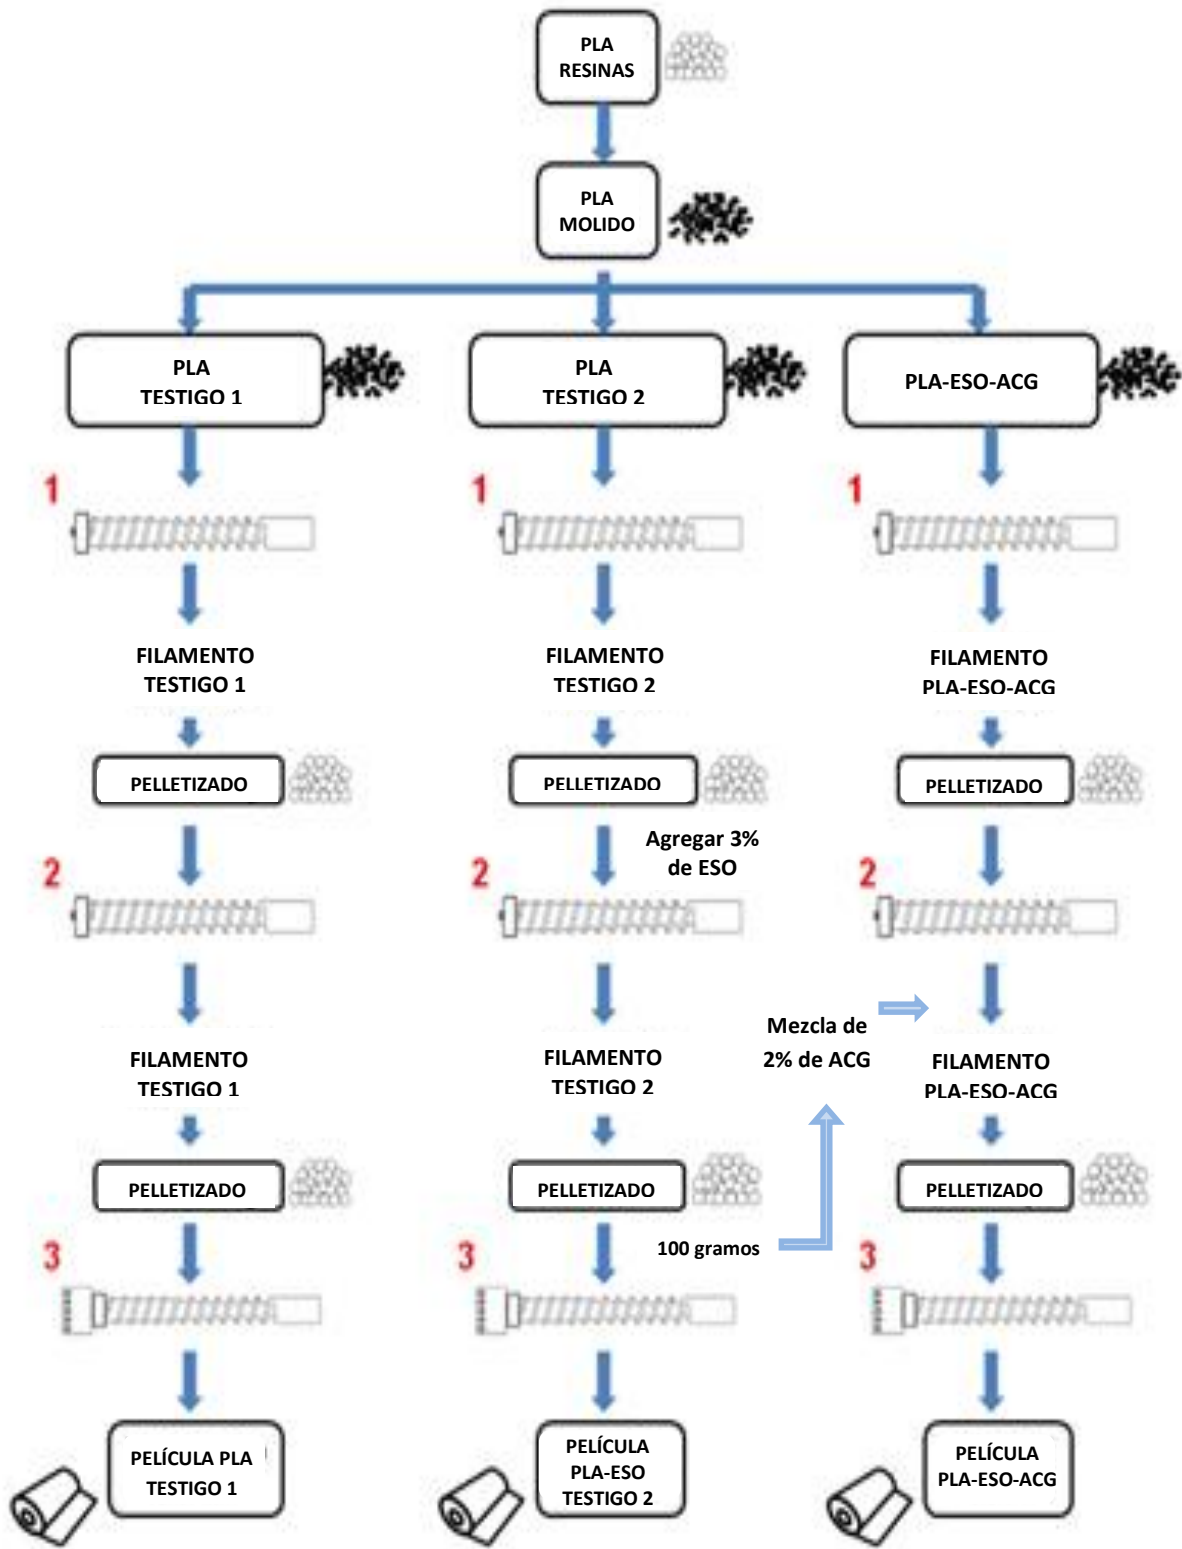 PLA
RESINAS
PLA
MOLIDO
PLA
TESTIGO 1
PLA
TESTIGO 2
PLA-ESO-ACG
1
1
1
FILAMENTO
TESTIGO 1
FILAMENTO
TESTIGO 2
FILAMENTO
PLA-ESO-ACG
PELLETIZADO
PELLETIZADO
PELLETIZADO
Agregar 3%
de ESO
2
2
2
Mezcla de
2% de ACG
FILAMENTO
TESTIGO 1
FILAMENTO
TESTIGO 2
FILAMENTO
PLA-ESO-ACG
PELLETIZADO
PELLETIZADO
PELLETIZADO
100 gramos
3
3
3
PELÍCULA PLA
TESTIGO 1
PELÍCULA
PLA-ESO
TESTIGO 2
PELÍCULA
PLA-ESO-ACG